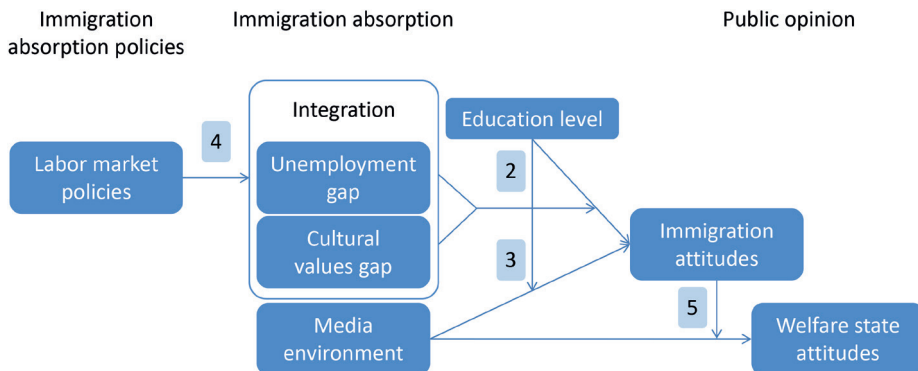 Immigration
absorption policies
Immigration absorption
Public opinion
Integration
Education level
4
Labor market
policies
Unemployment
gap
2
Cultural
values gap
Immigration
attitudes
3
5
Media
environment
Welfare state
attitudes